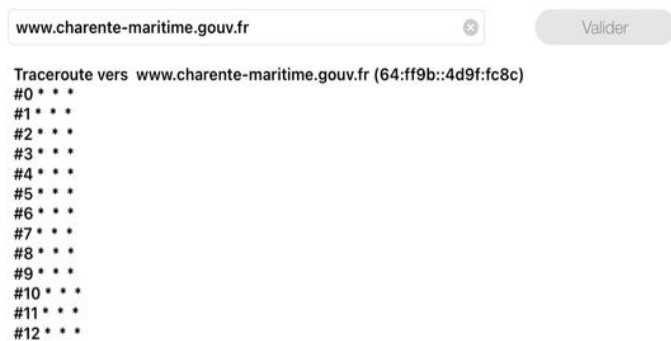 www.charente-maritime.gouv.fr
Valider
Traceroute vers www.charente-maritime.gouv.fr (64:ff9b::4d9f:fc8c)
#0 * * *
#1 * * *
#2 * * *
#3 * * *
#4 * * *
#5 * * *
#6 * * *
#7 * * *
#8 * * *
#9 * * *
#10 * * *
#11 * * *
#12 * * *